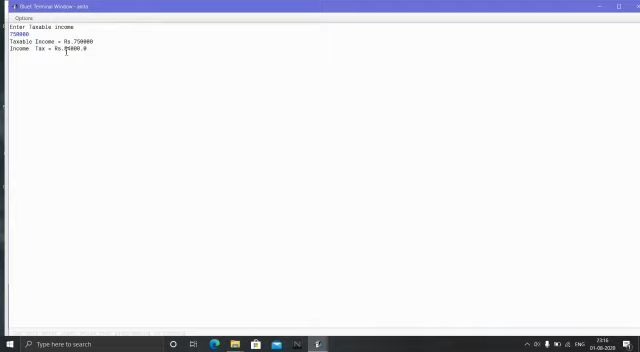 BlueJ: Terminal Window -
Options
Enter Taxable income
750000
Taxable Income = Rs.750000
Income Tax = Rs.
Type here to search
ENG
23:16
01-08-2020